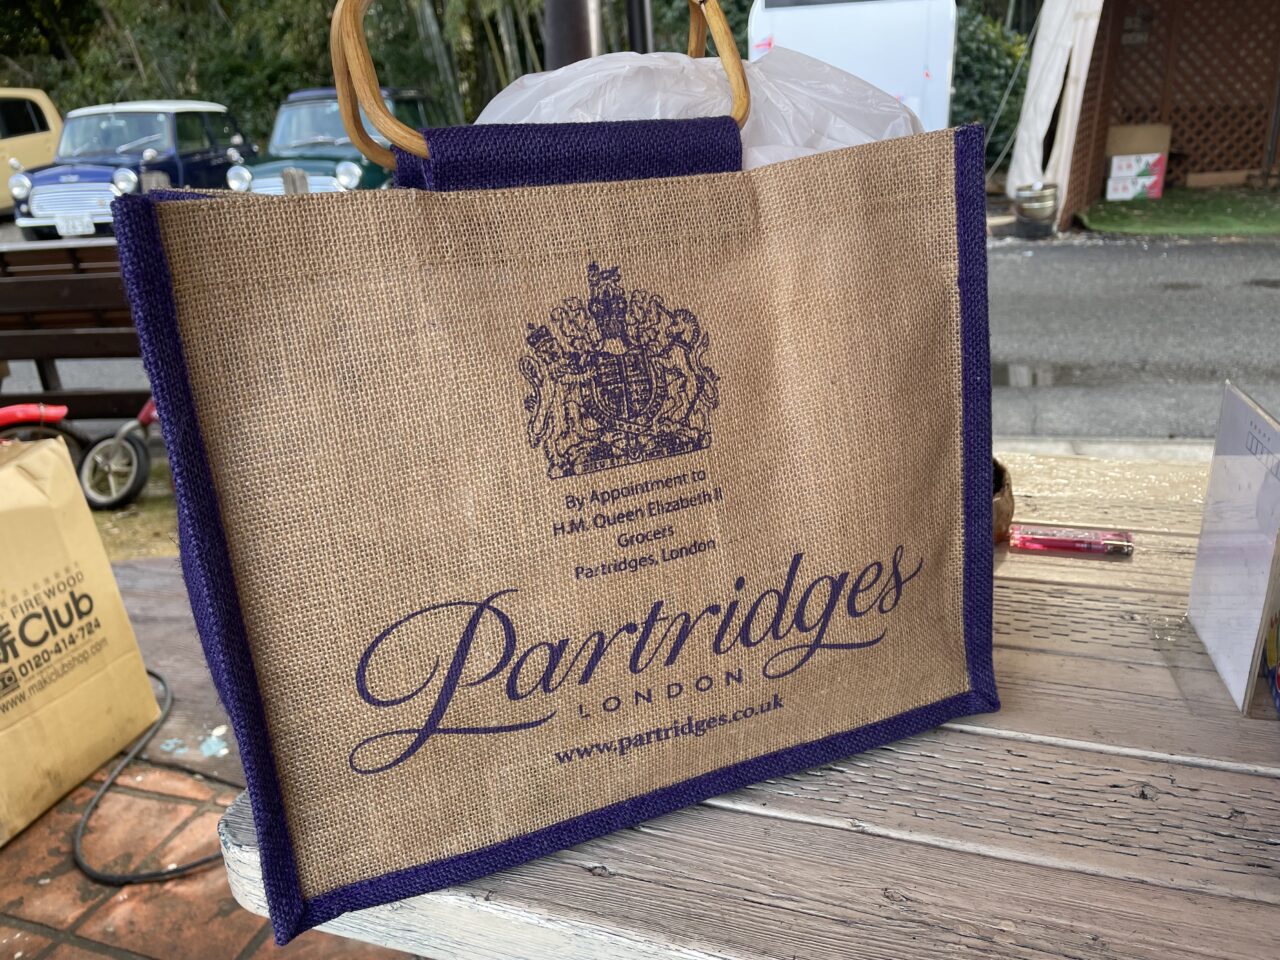 By Appointment to
H.M. Queen Elizabeth II
Grocers
Partridges, London
Partridges
LONDON
www.partridges.co.uk
FIREWOOD
Club
0120-414-724
www.makiclubshop.com